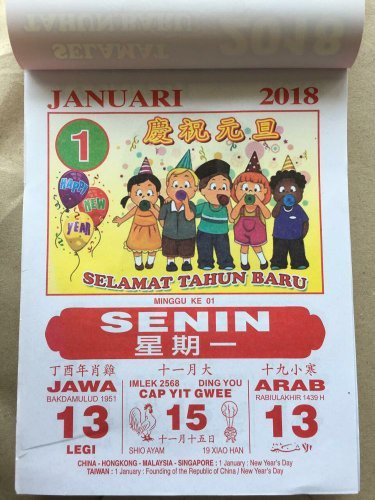 TAHUN BARU
SELAMAT
2018
JANUARI 2018
1
慶祝元旦
HAPPY
NEW
YEAR
SELAMAT TAHUN BARU
MINGGU KE 01
SENIN
星期一
丁酉年肖雞
JAWA
BAKDAMULUD 1951
13
LEGI
十一月大
IMLEK 2568 DING YOU
CAP YIT GWEE
15
十一月十五日
SHIO AYAM 19 XIAO HAN
十九小寒
ARAB
RABIULAKHIR 1439 H
13
CHINA - HONGKONG - MALAYSIA - SINGAPORE : 1 January : New Year's Day
TAIWAN : 1 January : Founding of the Republic of China / New Year's Day